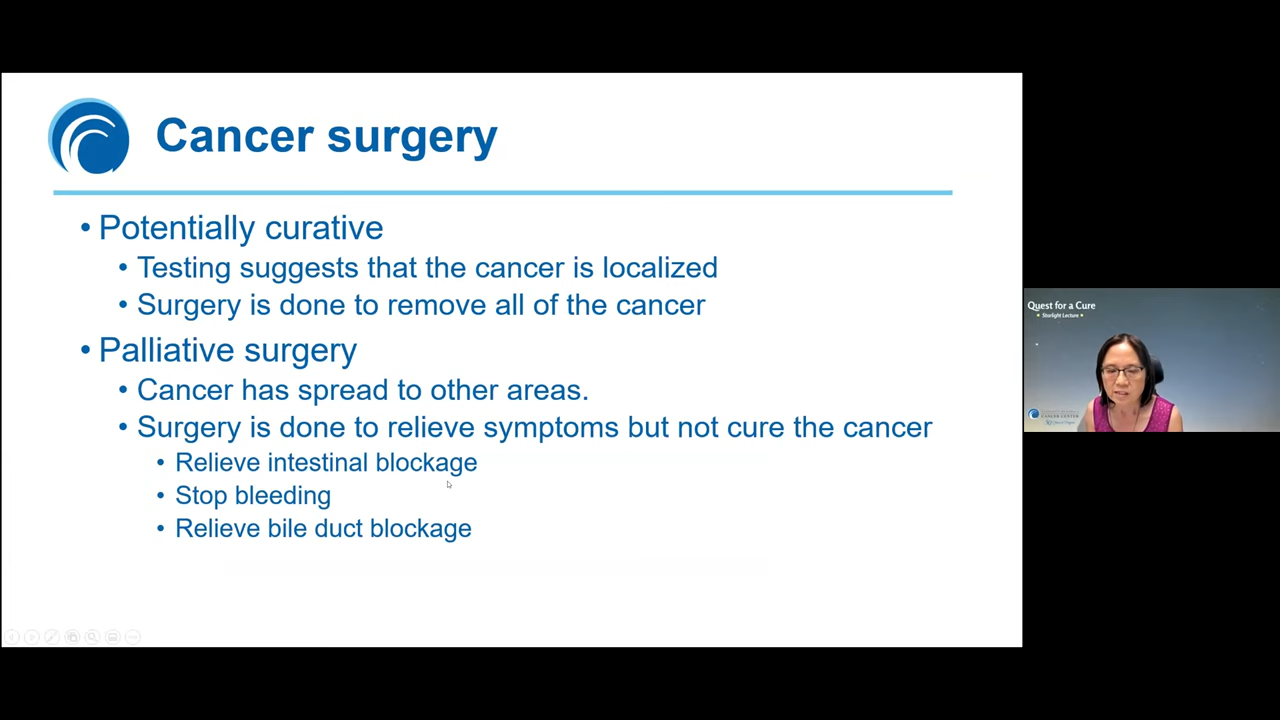 Cancer surgery
• Potentially curative
• Testing suggests that the cancer is localized
• Surgery is done to remove all of the cancer
• Palliative surgery
• Cancer has spread to other areas.
• Surgery is done to relieve symptoms but not cure the cancer
• Relieve intestinal blockage
• Stop bleeding
• Relieve bile duct blockage
Quest for a Cure
• Starlight Lecture •
CANCER CENTER